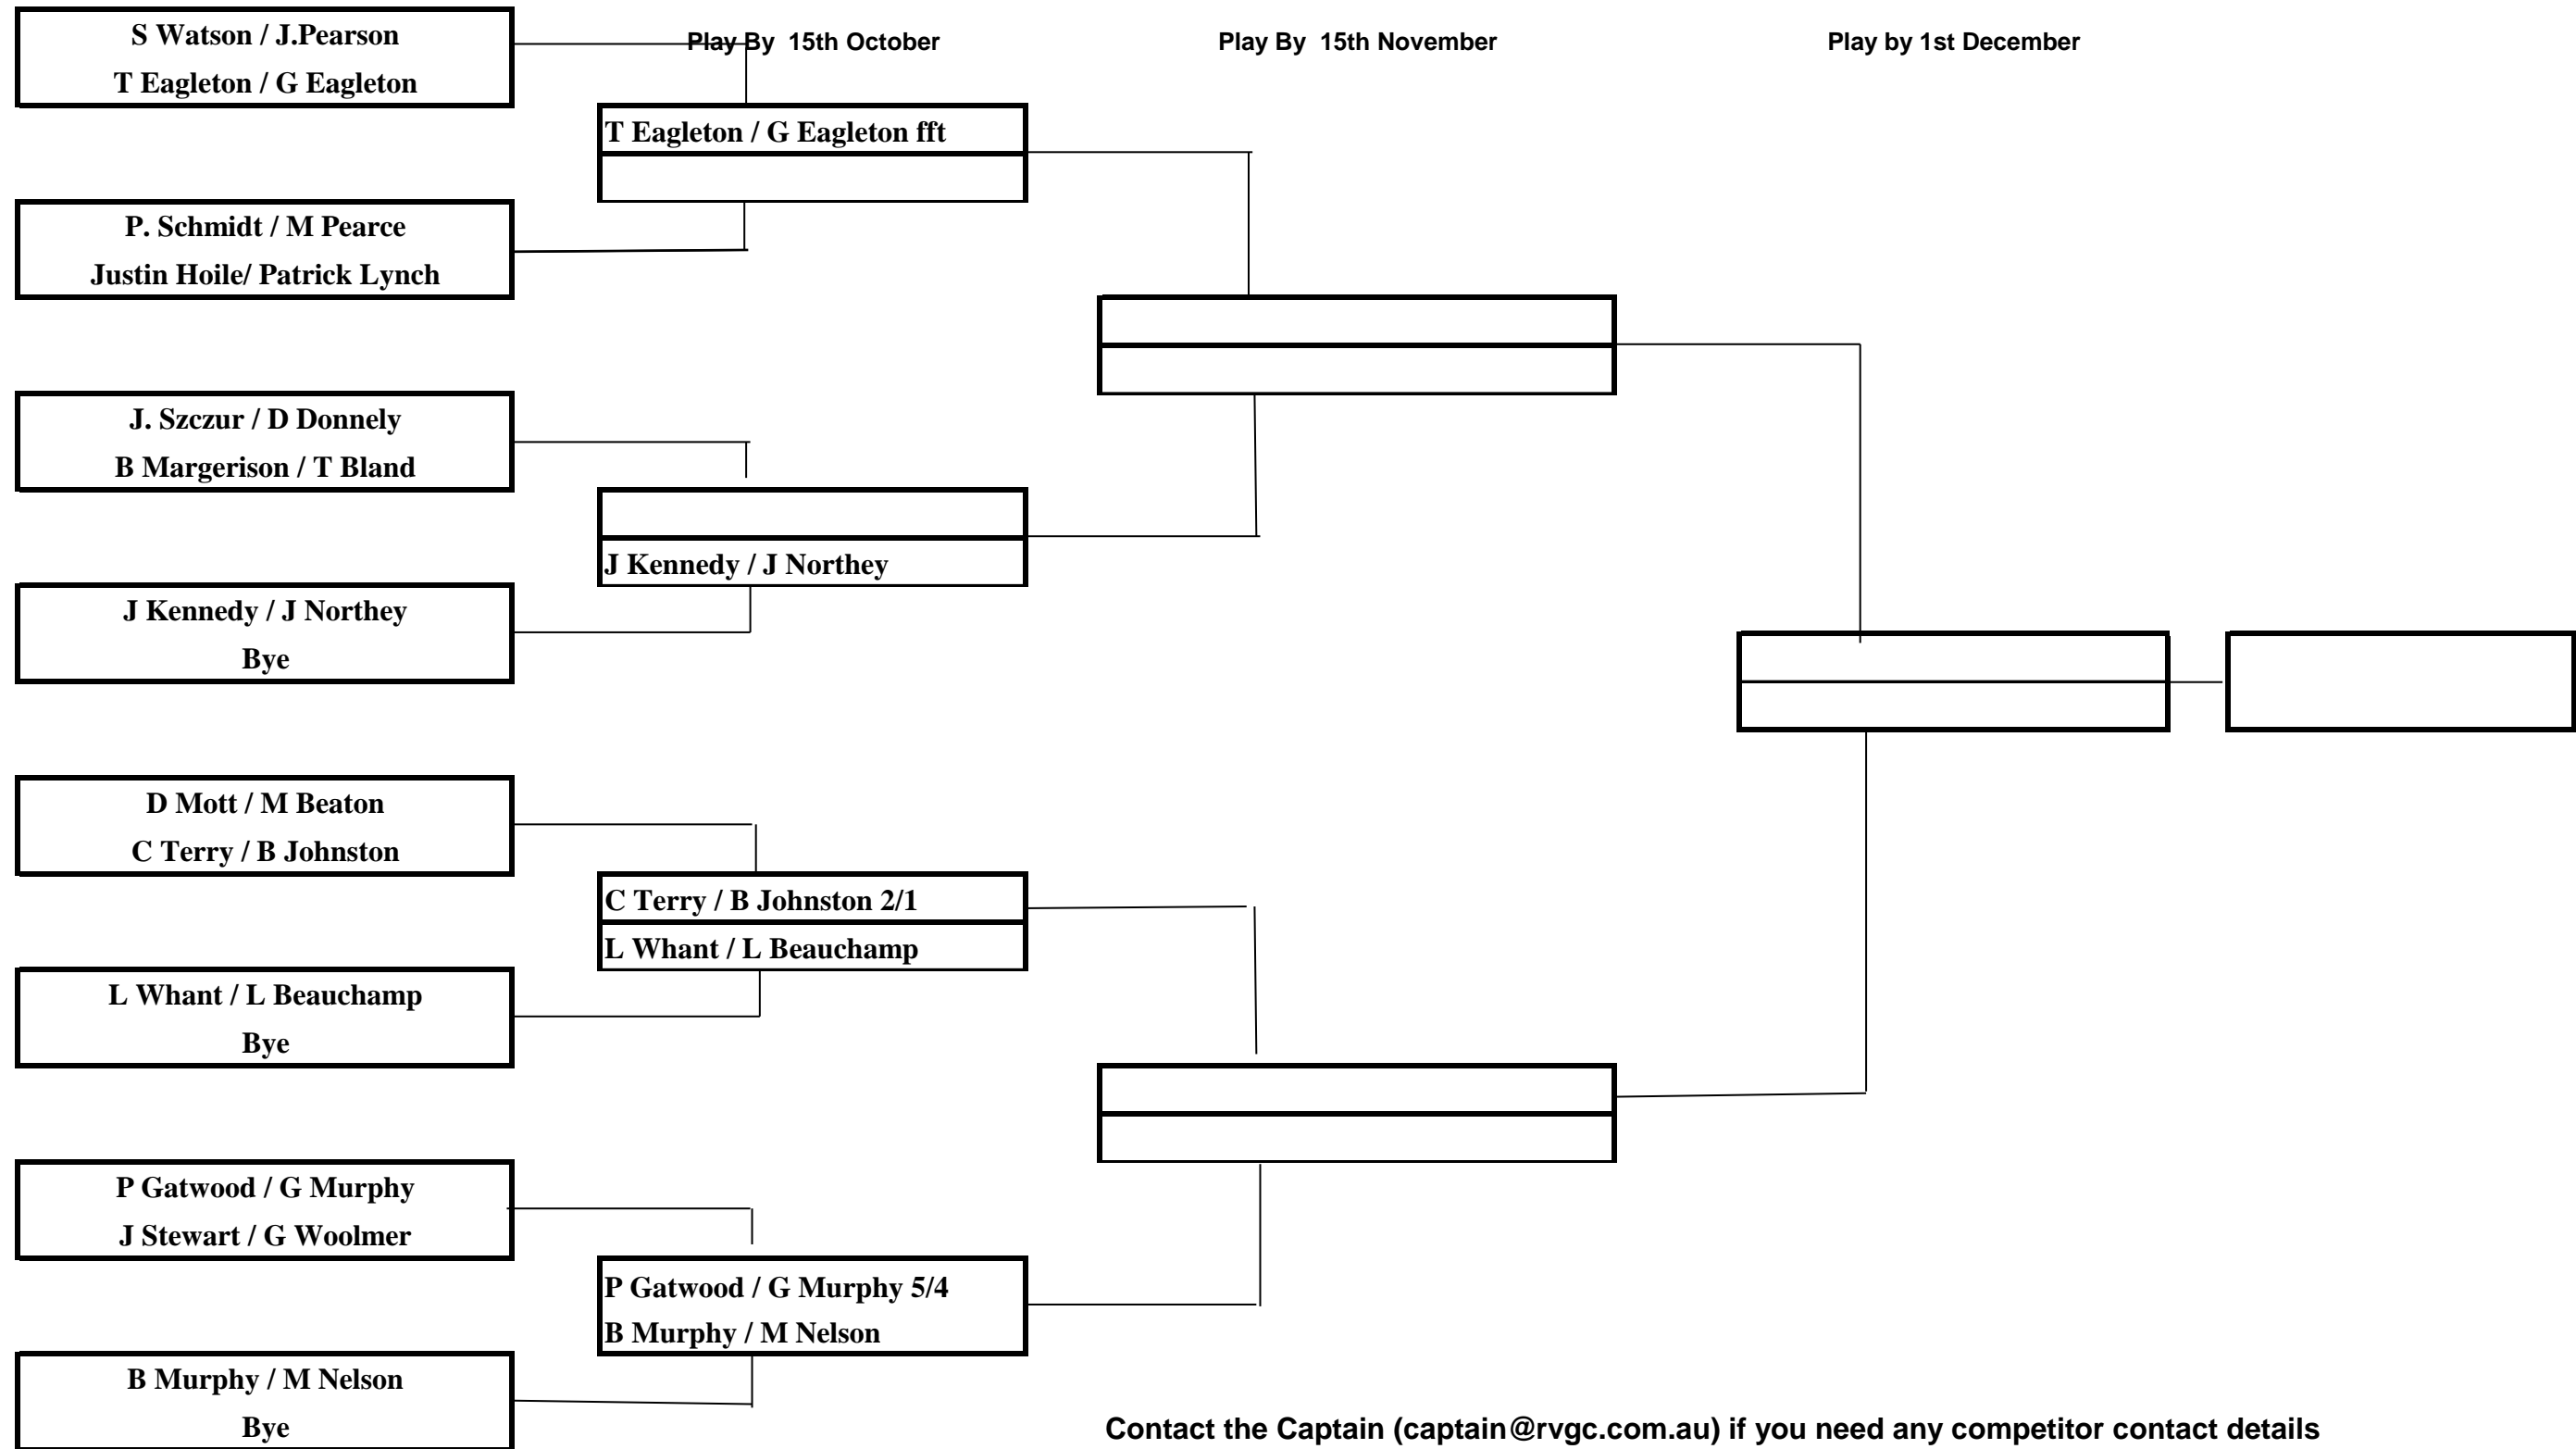 S Watson / J.Pearson
T Eagleton / G Eagleton
P. Schmidt / M Pearce
Justin Hoile/ Patrick Lynch
J. Szczur / D Donnely
B Margerison / T Bland
J Kennedy / J Northey
Bye
D Mott / M Beaton
C Terry / B Johnston
L Whant / L Beauchamp
Bye
P Gatwood / G Murphy
J Stewart / G Woolmer
B Murphy / M Nelson
Bye
Play By 15th October
T Eagleton / G Eagleton fft
J Kennedy / J Northey
C Terry / B Johnston 2/1
L Whant / L Beauchamp
P Gatwood / G Murphy 5/4
B Murphy / M Nelson
Play By 15th November
Play by 1st December
Contact the Captain (captain@rvgc.com.au) if you need any competitor contact details